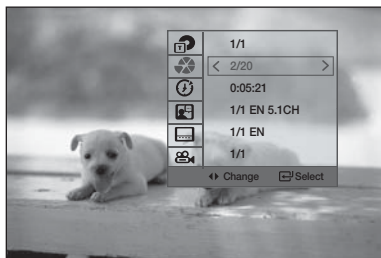 T
1/1
< 2/20 >
0:05:21
1/1 EN 5.1CH
1/1 EN
1/1
Change Select